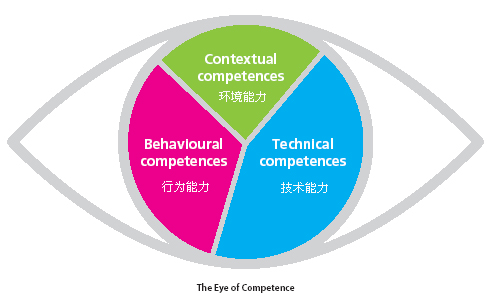 Contextual
competences
环境能力
Behavioural
competences
行为能力
Technical
competences
技术能力
The Eye of Competence